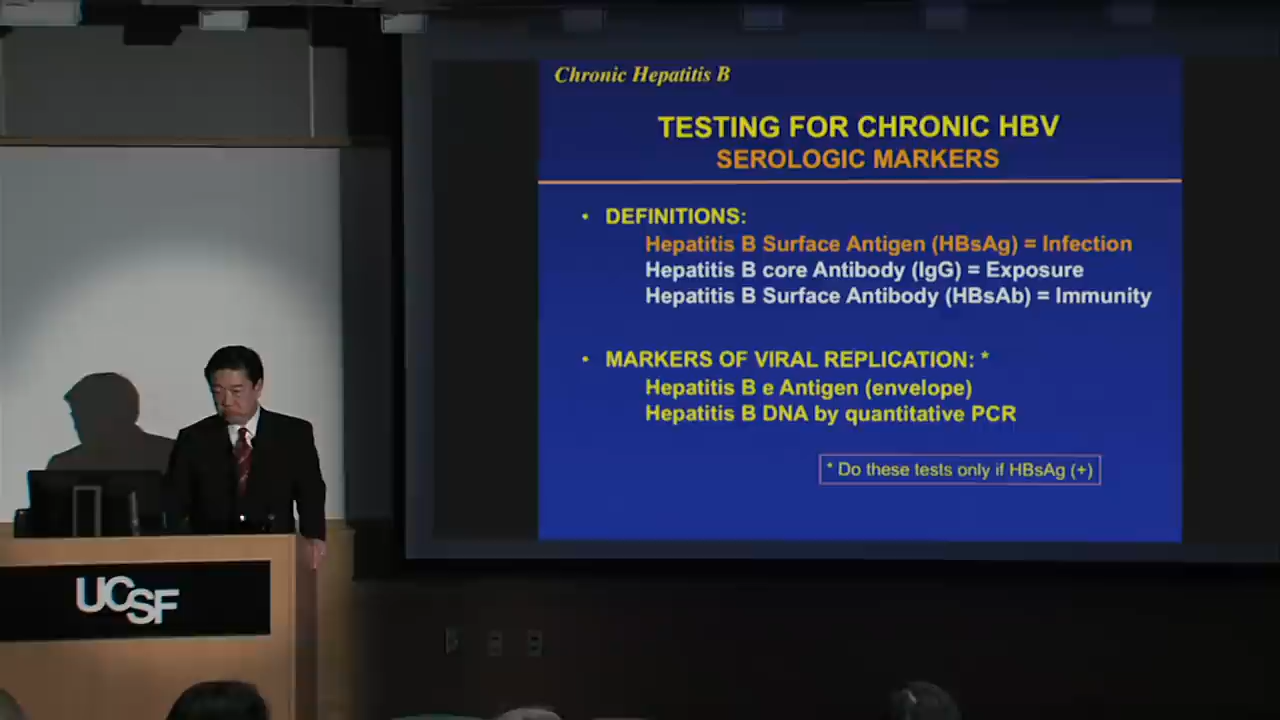 Chronic Hepatitis B
TESTING FOR CHRONIC HBV
SEROLOGIC MARKERS
• DEFINITIONS:
Hepatitis B Surface Antigen (HBsAg) = Infection
Hepatitis B core Antibody (IgG) = Exposure
Hepatitis B Surface Antibody (HBsAb) = Immunity
• MARKERS OF VIRAL REPLICATION: *
Hepatitis B e Antigen (envelope)
Hepatitis B DNA by quantitative PCR
* Do these tests only if HBsAg (+)
UCSF